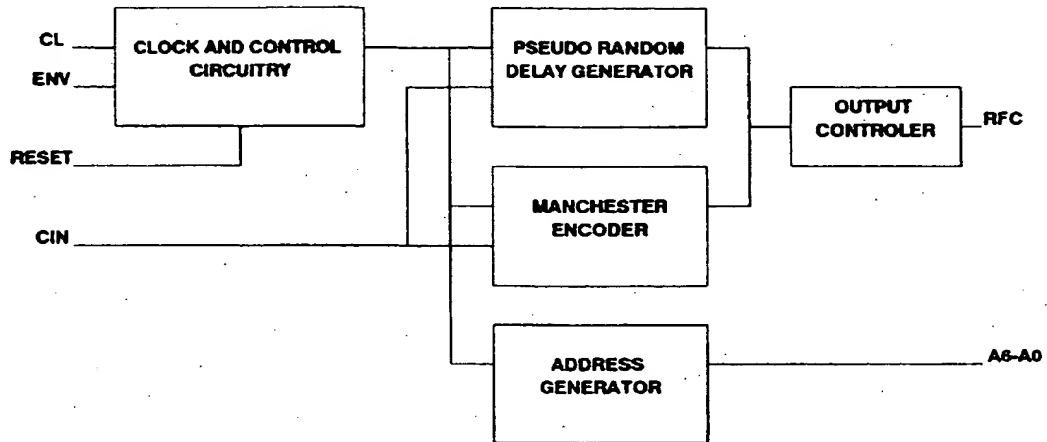 CL
ENV
RESET
CIN
CLOCK AND CONTROL
CIRCUITRY
PSEUDO RANDOM
DELAY GENERATOR
MANCHESTER
ENCODER
ADDRESS
GENERATOR
OUTPUT
CONTROLER
RFC
A6-A0